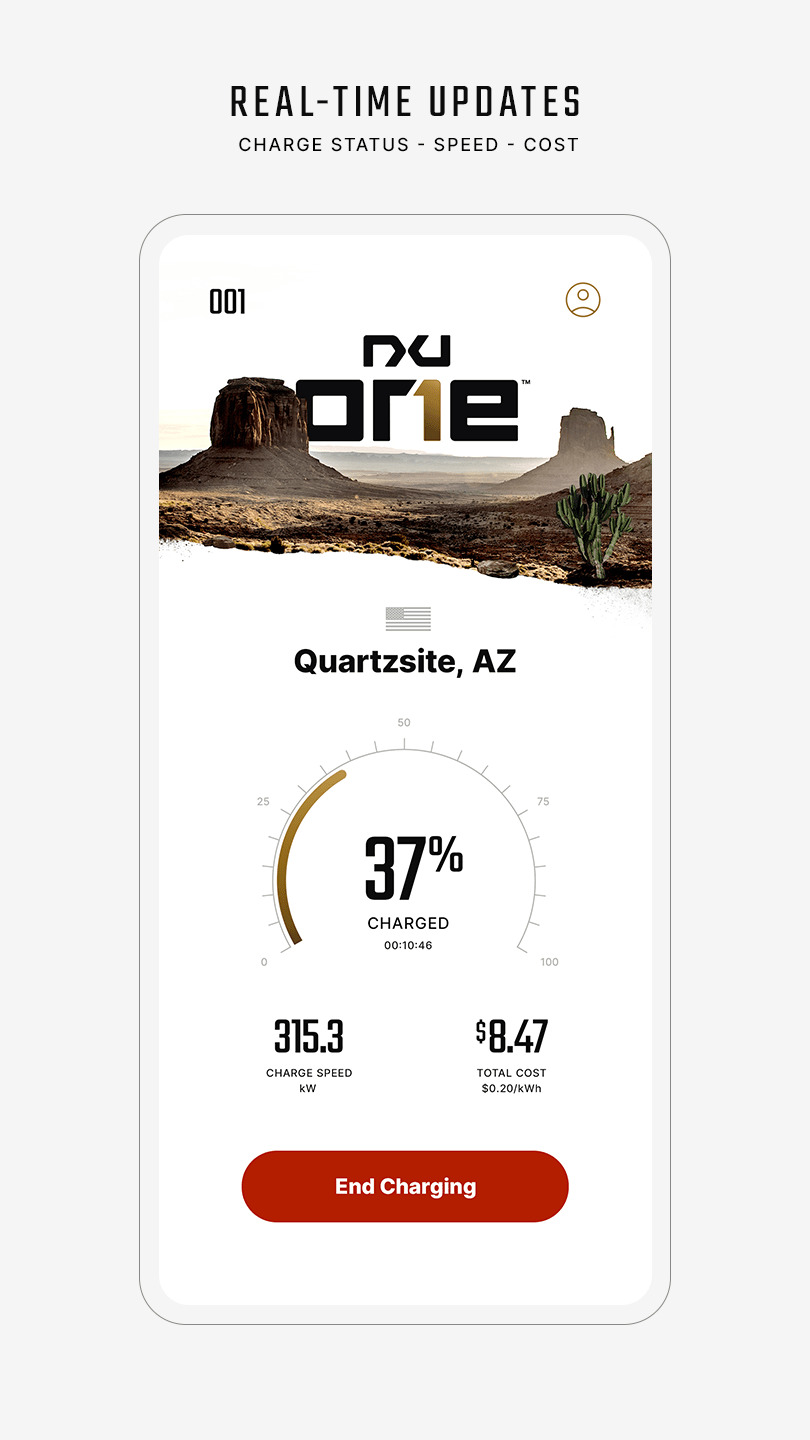 REAL-TIME UPDATES
CHARGE STATUS - SPEED - COST
001
nxu
one™
Quartzsite, AZ
50
25
75
37%
CHARGED
00:10:46
0
100
315.3
$8.47
CHARGE SPEED
TOTAL COST
kW
$0.20/kWh
End Charging